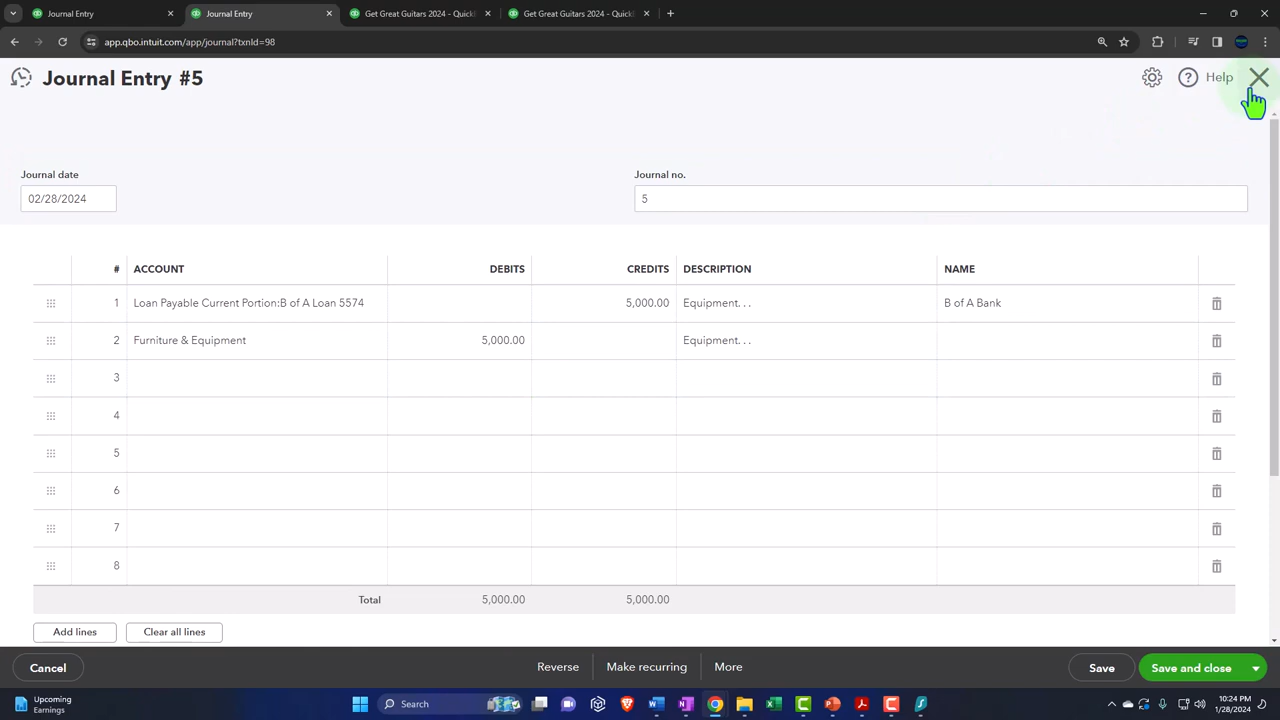 Journal Entry
Journal Entry
Get Great Guitars 2024 - QuickB
Get Great Guitars 2024 - QuickB
app.qbo.intuit.com/app/journal?txnId=98
Journal Entry #5
Help
Journal date
Journal no.
02/28/2024
5
# ACCOUNT DEBITS CREDITS DESCRIPTION NAME
1 Loan Payable Current Portion:B of A Loan 5574 5,000.00 Equipment. . . B of A Bank
2 Furniture & Equipment 5,000.00 Equipment. . .
3
4
5
6
7
8
Total 5,000.00 5,000.00
Add lines Clear all lines
Cancel Reverse Make recurring More Save Save and close
Upcoming
Earnings
Search
10:24 PM
1/28/2024